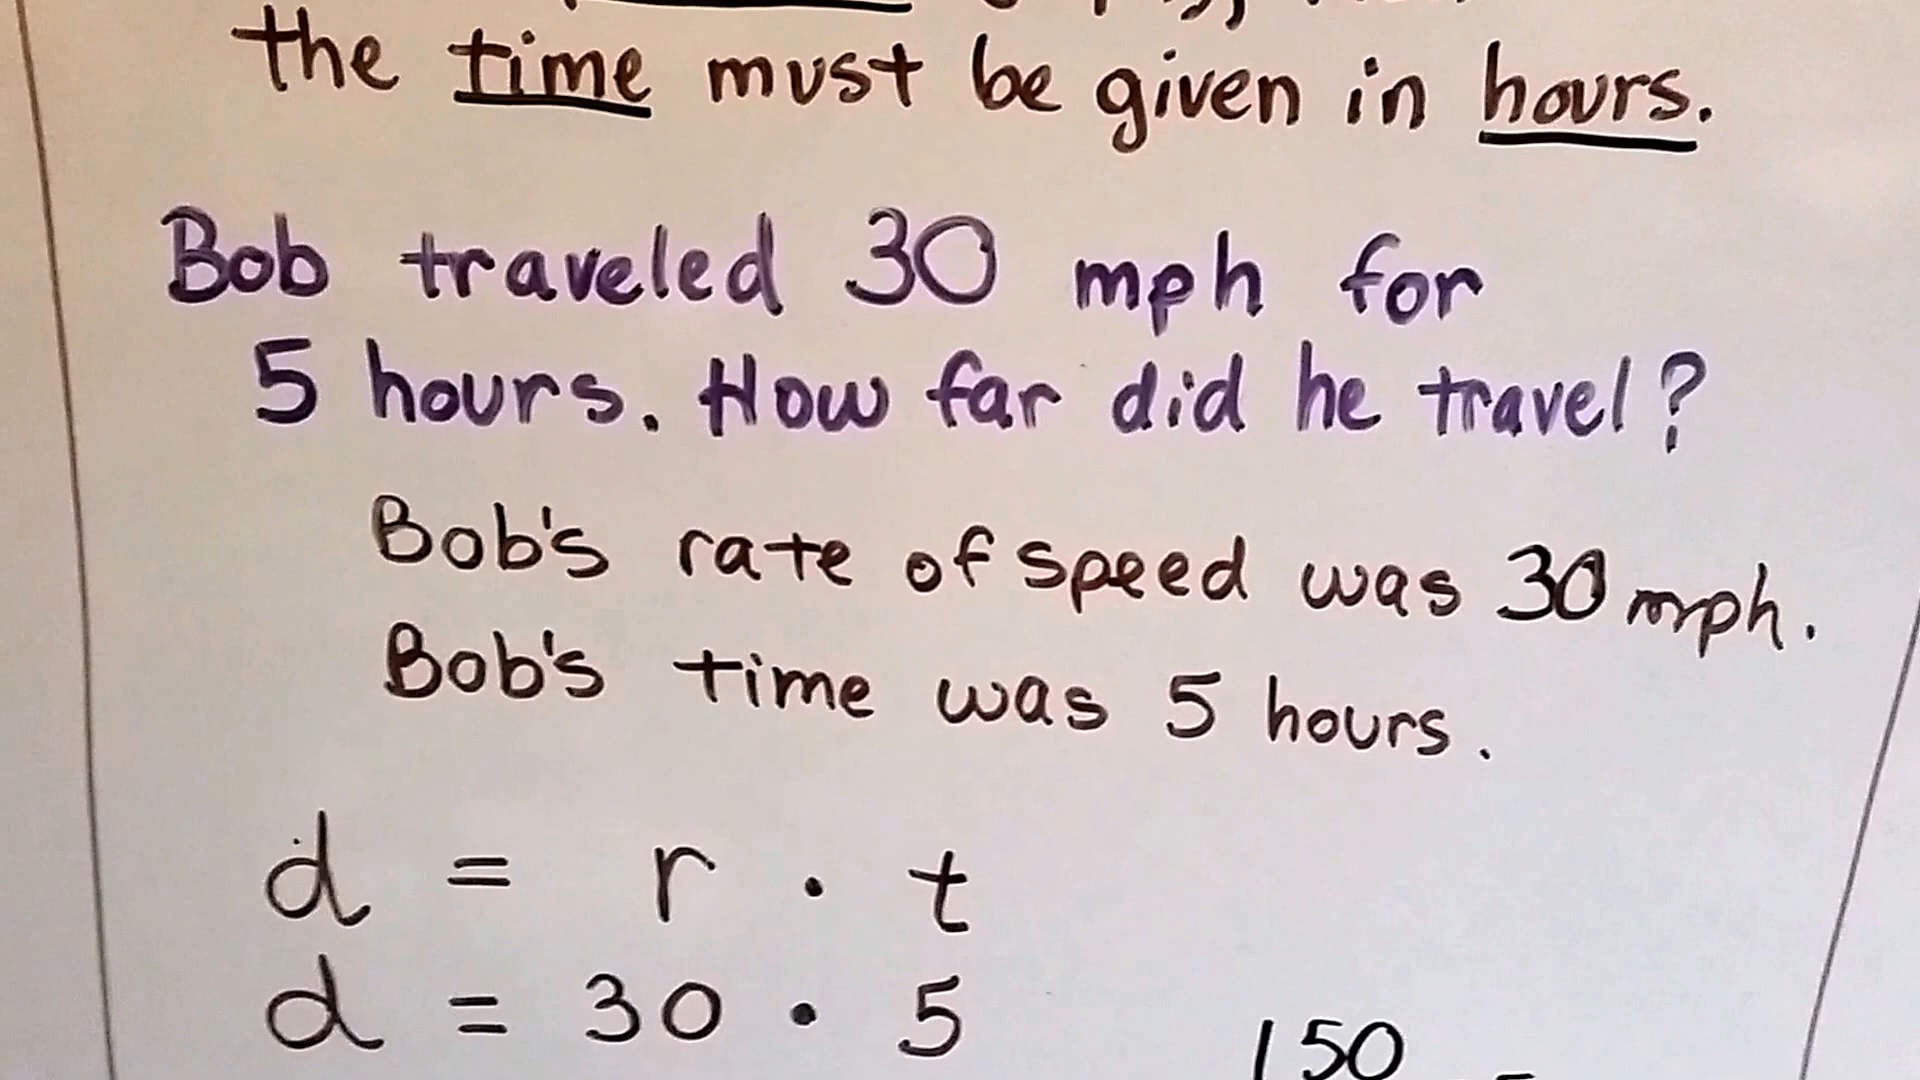 the time must be given in hours.
Bob traveled 30 mph for
5 hours. How far did he travel?
Bob's rate of speed was 30 mph.
Bob's time was 5 hours.
d = r · t
d = 30 · 5
150